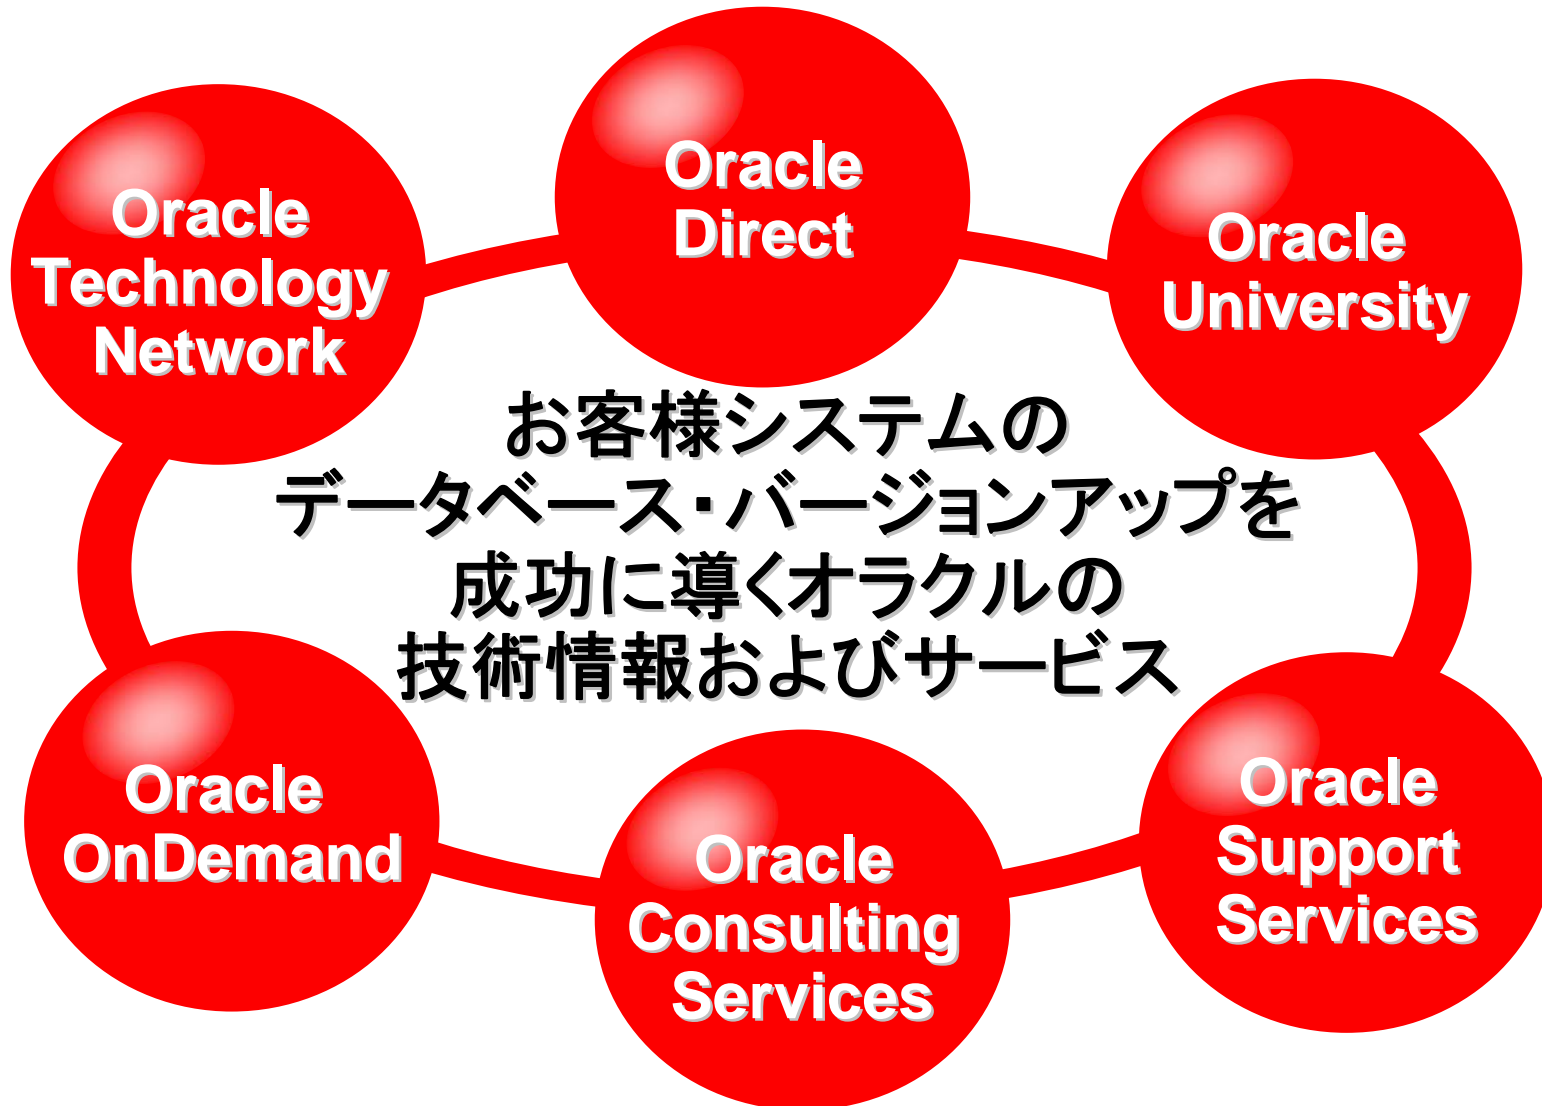 Oracle
Technology
Network
Oracle
Direct
Oracle
University
お客様システムの
データベース・バージョンアップを
成功に導くオラクルの
技術情報およびサービス
Oracle
OnDemand
Oracle
Consulting
Services
Oracle
Support
Services